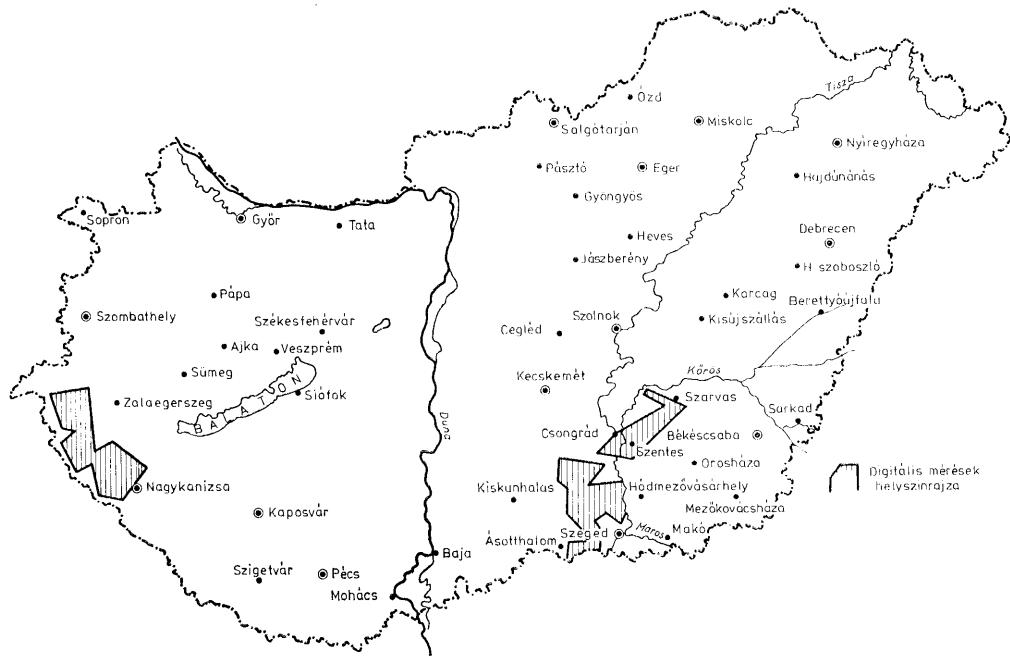 Tisza
Ózd
Salgótarján
Miskolc
Nyíregyháza
Pásztó
Eger
Hajdúnánás
Gyöngyös
Sopron
Győr
Tata
Heves
Debrecen
Jászberény
H szoboszló
Pápa
Karcag
Berettyóújfalu
Szombathely
Székesfehérvár
Szolnok
Kisújszállás
Cegléd
Ajka
Veszprém
Sümeg
Kecskemét
Körös
BALATON
Siófok
Zalaegerszeg
Szarvas
Duna
Sarkad
Csongrád
Békéscsaba
Szentes
Orosháza
Digitális mérések
helyszínrajza
Nagykanizsa
Kiskunhalas
Hódmezővásárhely
Mezőkovácsháza
Kaposvár
Szeged
Maros
Makó
Ásotthalom
Baja
Szigetvár
Pécs
Mohács